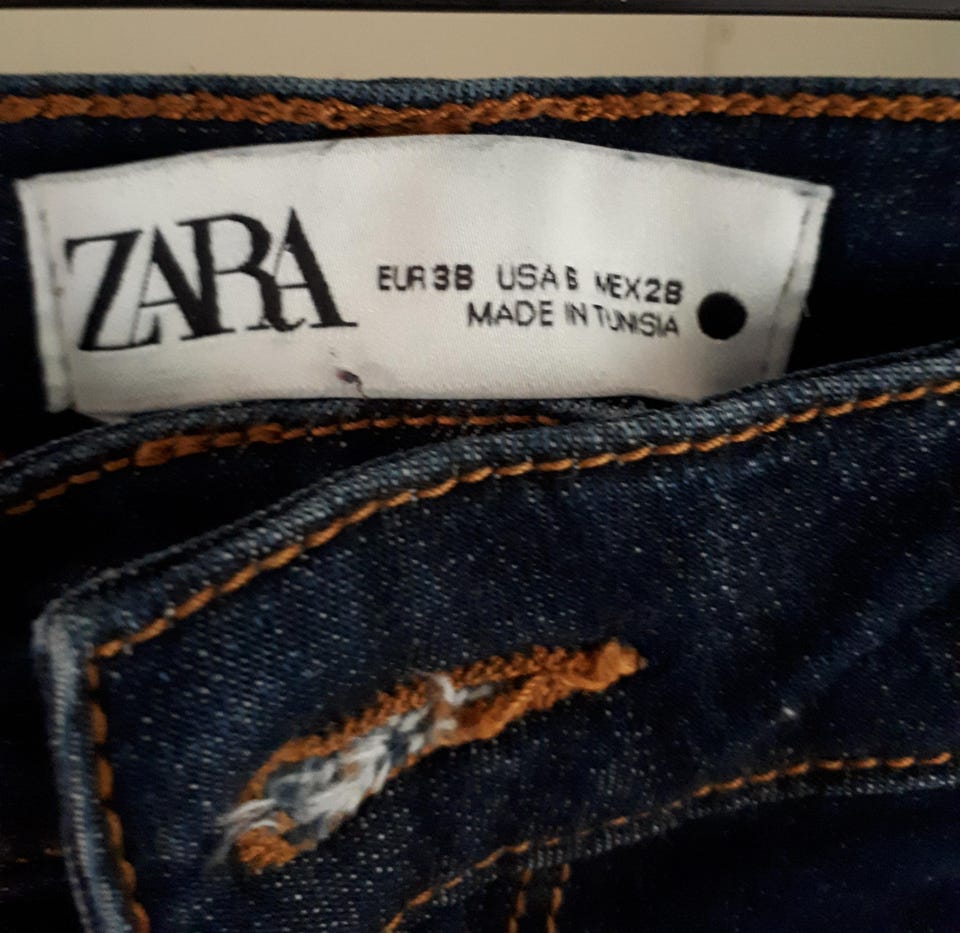 ZARA
EUR 38 USA 6 MEX 28
MADE IN TUNISIA